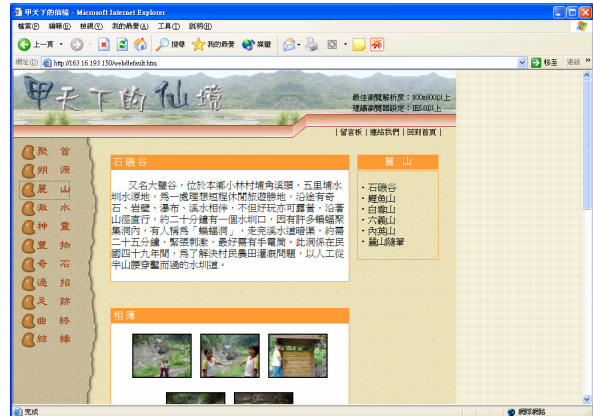 甲天下的仙境 - Microsoft Internet Explorer
檔案(F) 編輯(E) 檢視(V) 我的最愛(A) 工具(T) 說明(H)
上一頁 搜尋 我的最愛 媒體
網址(D) http://163.16.193.150/web/default.htm 移至 連結 »
甲天下的仙境
最佳瀏覽解析度：800x600以上
建議瀏覽器設定：IE5.0以上
| 留言板 | 連絡我們 | 回到首頁 |
聚 首
朔 源
麗 山
澈 水
神 靈
豐 物
奇 石
過 招
足 跡
曲 終
結 緣
石磯谷
又名大璧谷，位於本鄉小林村埔角溪頭，五里埔水
圳水源地，為一處理想短程休閒旅遊勝地，沿途有奇
石、岩壁、瀑布、溪水相伴，不但好玩亦可露營，沿著
山徑直行，約二十分鐘有一個水圳口，因有許多蝙蝠聚
集洞內，有人稱為「蝙蝠洞」，走完溪水道暗渠，約需
二十五分鐘，緊張刺激，最好需有手電筒。此洞係在民
國四十九年間，為了解決村民農田灌溉問題，以人工從
半山腰穿鑿而過的水圳道。
麗 山
‧石磯谷
‧鯉魚山
‧白雲山
‧六義山
‧內英山
‧麗山隨筆
相簿
完成 網際網路